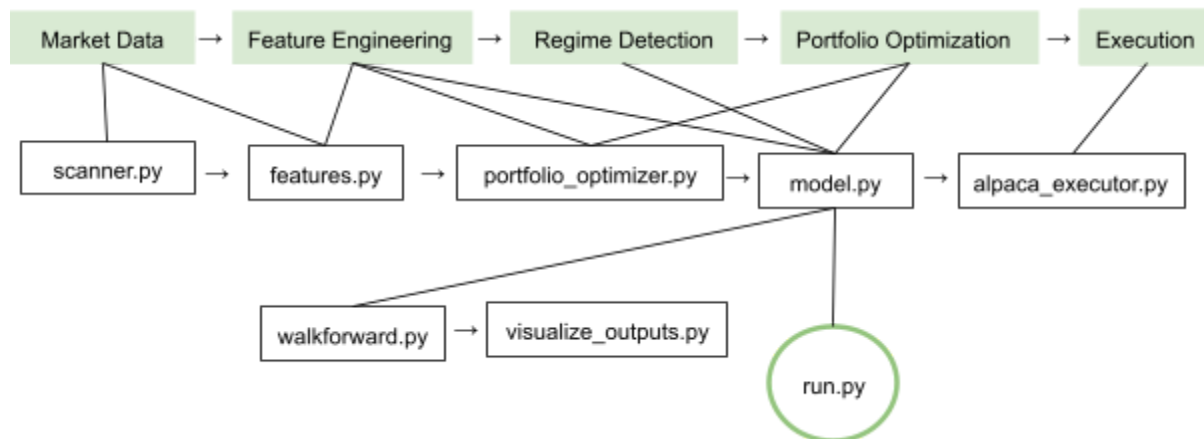 Market Data → Feature Engineering → Regime Detection → Portfolio Optimization → Execution
scanner.py → features.py → portfolio_optimizer.py → model.py → alpaca_executor.py
walkforward.py → visualize_outputs.py
run.py